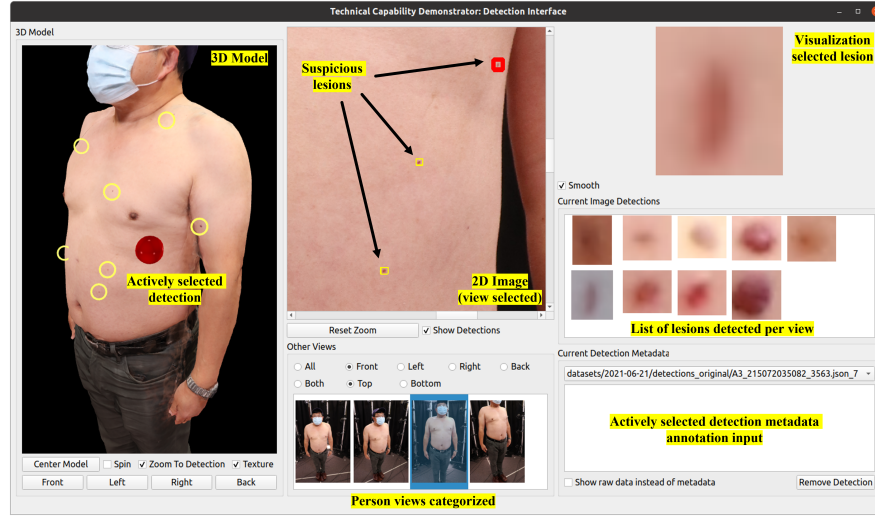 Technical Capability Demonstrator: Detection Interface
3D Model
3D Model
Actively selected
detection
Center Model
Spin
Zoom To Detection
Texture
Front
Left
Right
Back
Suspicious
lesions
2D Image
(view selected)
Reset Zoom
Show Detections
Other Views
All
Front
Left
Right
Back
Both
Top
Bottom
Person views categorized
Visualization
selected lesion
Smooth
Current Image Detections
List of lesions detected per view
Current Detection Metadata
datasets/2021-06-21/detections_original/A3_215072035082_3563.json_7
Actively selected detection metadata
annotation input
Show raw data instead of metadata
Remove Detection